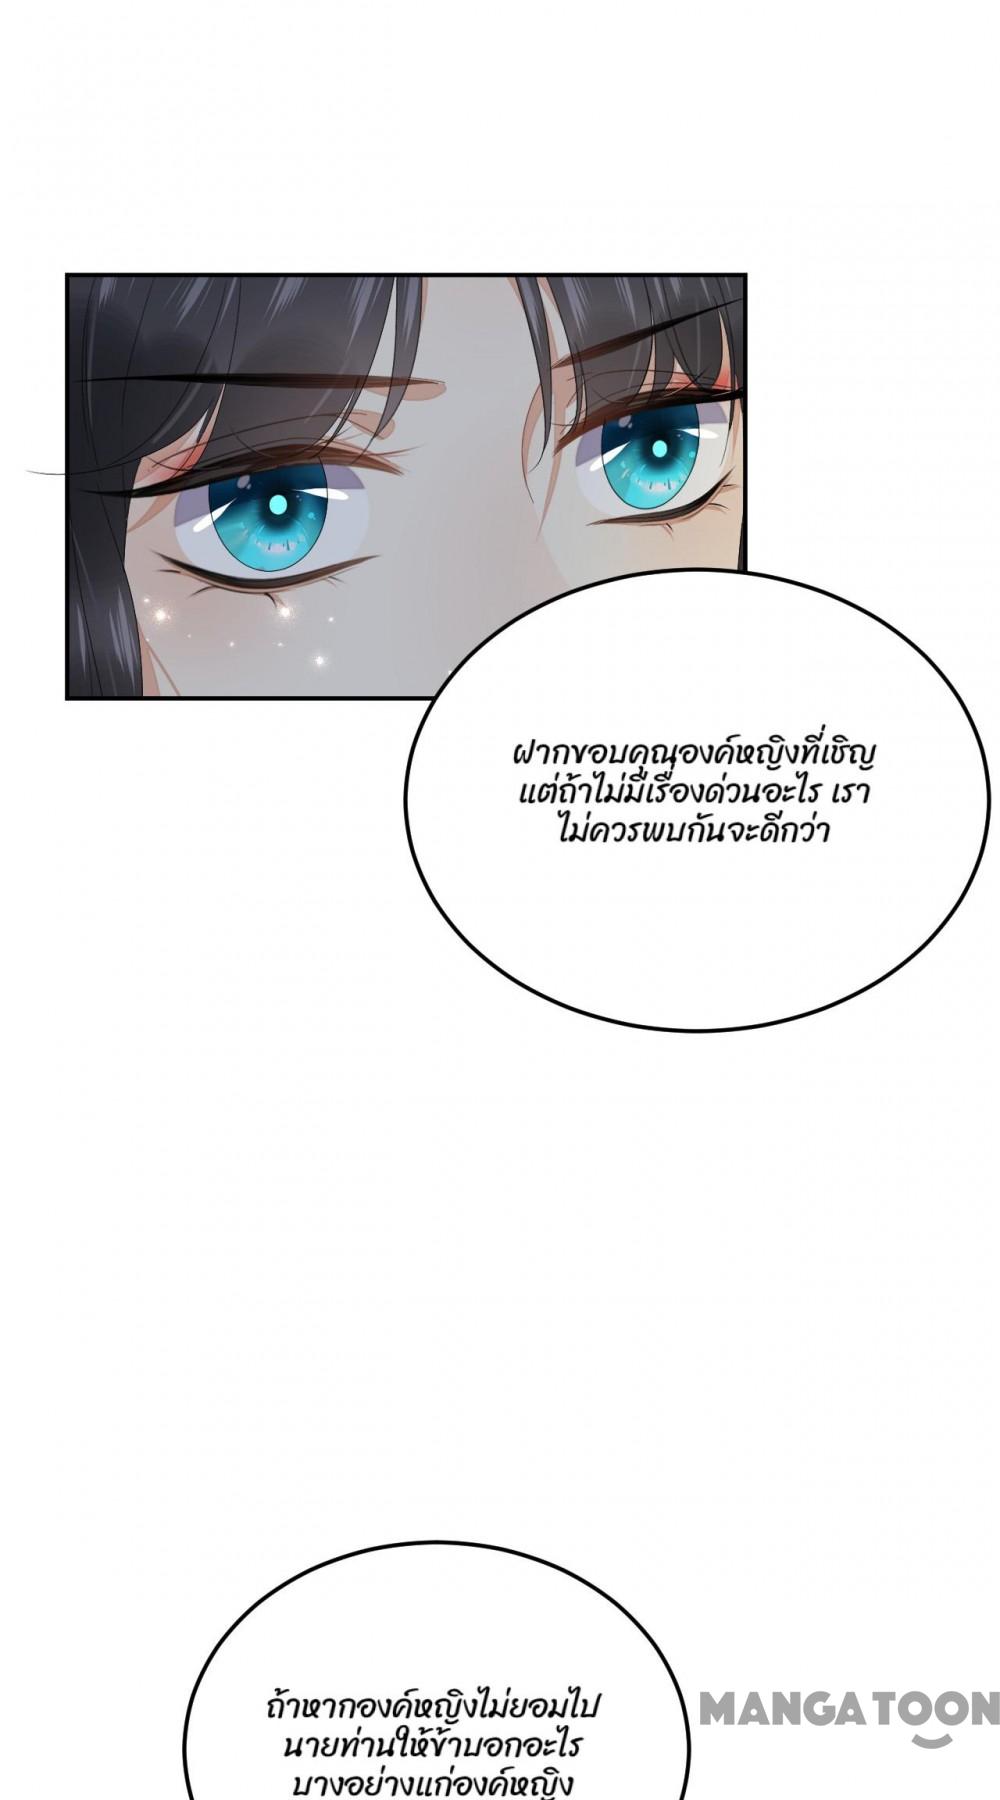 ฝากขอบคุณองค์หญิงที่เชิญ
แต่ถ้าไม่มีเรื่องด่วนอะไร เรา
ไม่ควรพบกันจะดีกว่า
ถ้าหากองค์หญิงไม่ยอมไป
นายท่านให้ข้าบอกอะไร
บางอย่างแก่องค์หญิง
MANGATOON